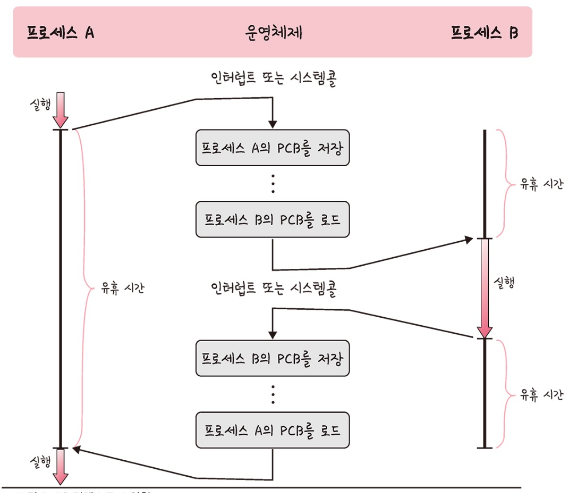 프로세스 A
운영체제
프로세스 B
인터럽트 또는 시스템콜
실행
프로세스 A의 PCB를 저장
유휴 시간
프로세스 B의 PCB를 로드
유휴 시간
인터럽트 또는 시스템콜
실행
프로세스 B의 PCB를 저장
유휴 시간
프로세스 A의 PCB를 로드
실행